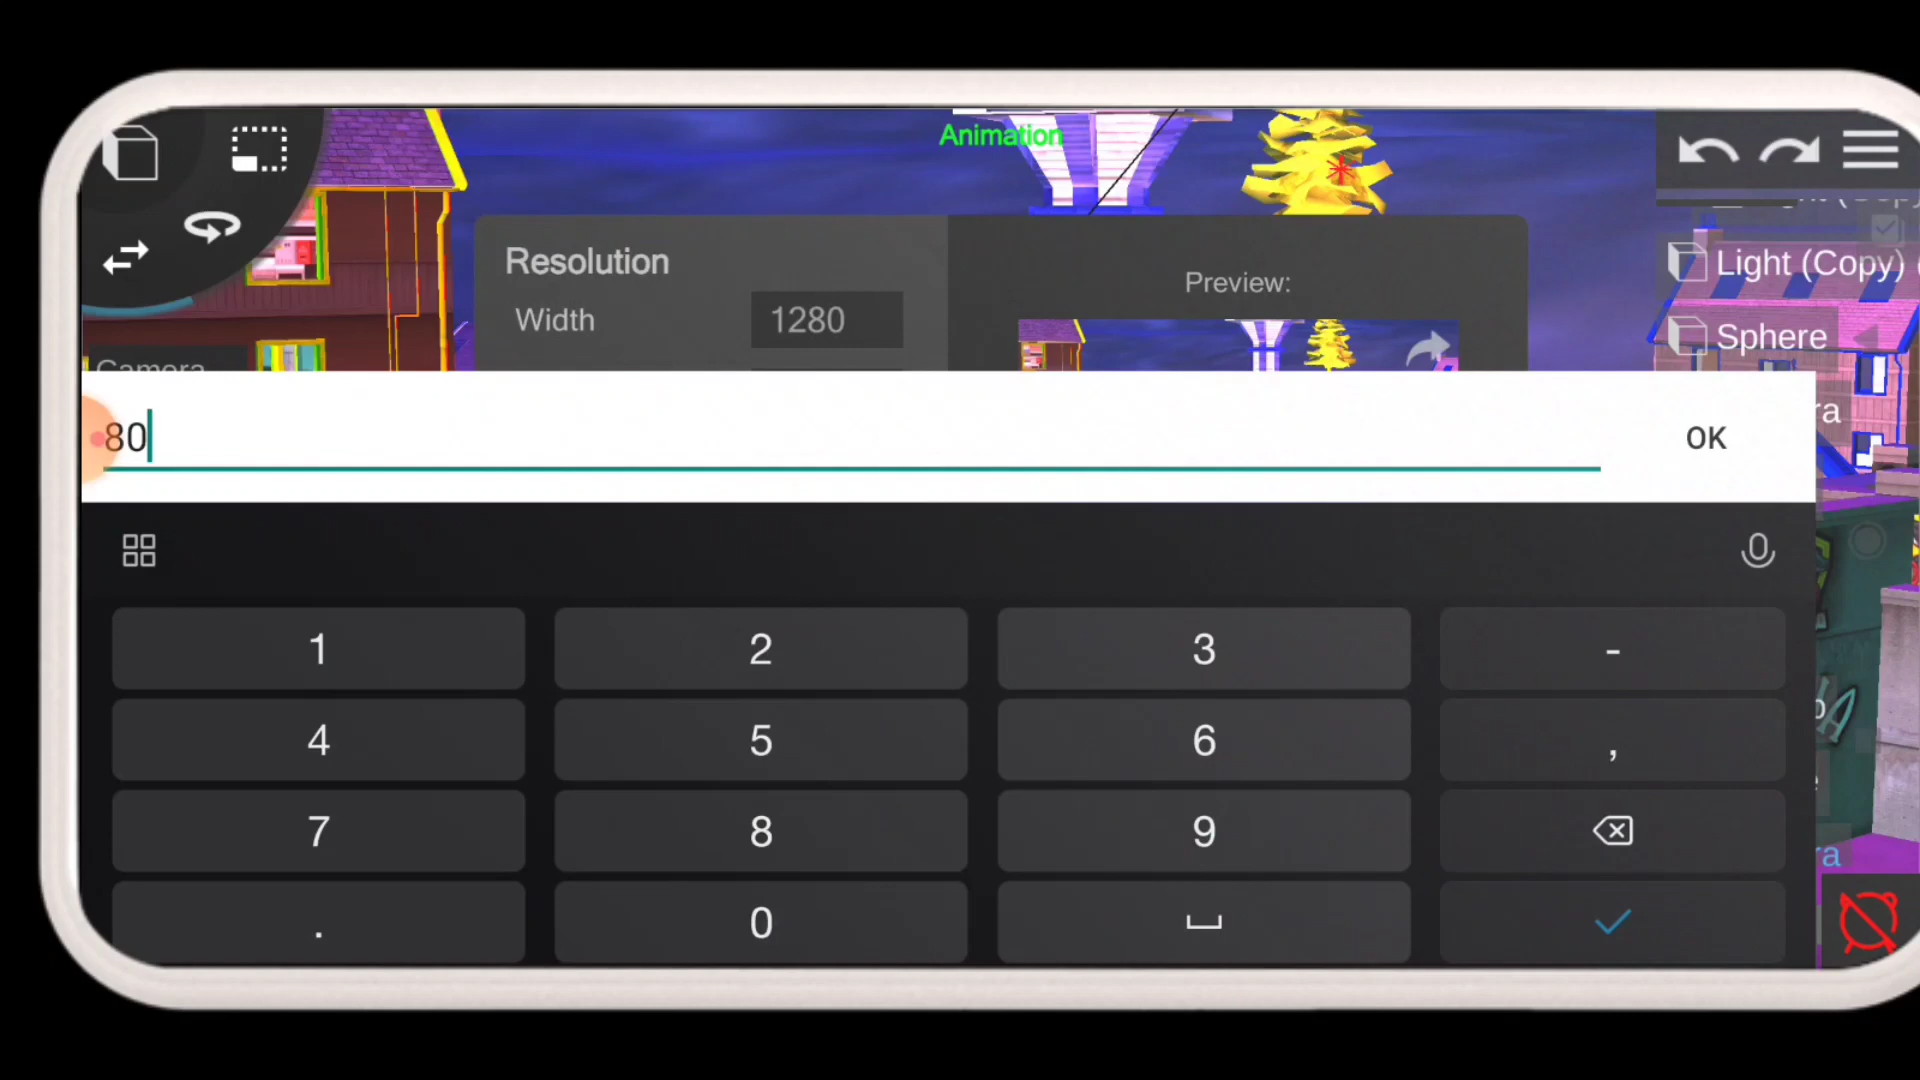 Animation
Resolution
Width
1280
Preview:
Light (Copy)
Sphere
Camera
80
OK
1
2
3
-
4
5
6
,
7
8
9
.
0